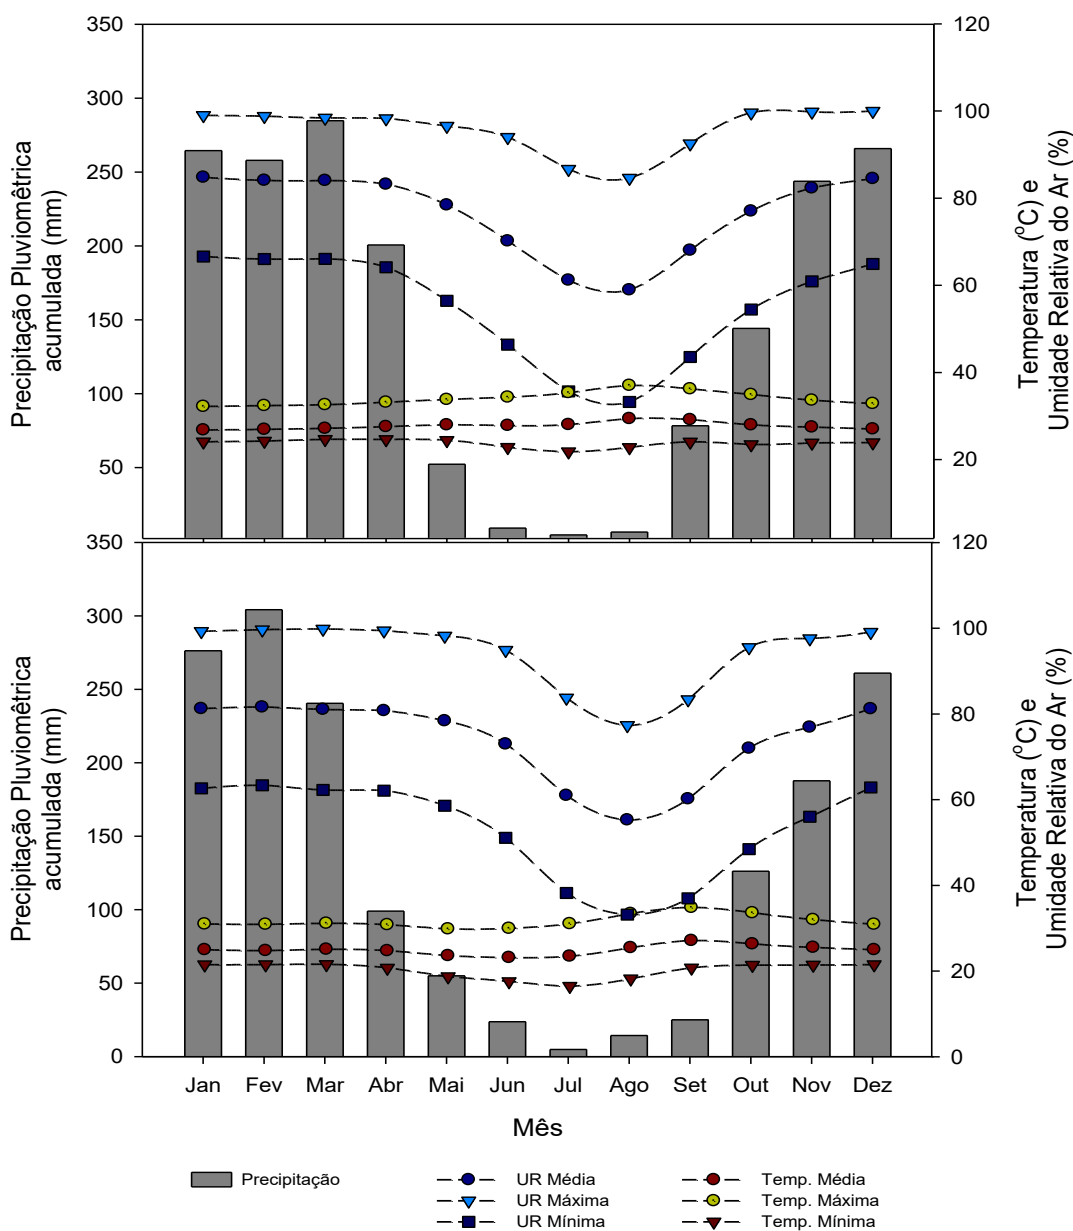 350
300
250
200
150
100
50
Precipitação Pluviomêtrica
acumulada (mm)
120
100
80
60
40
20
Temperatura (°C) e
Umidade Relativa do Ar (%)
350
300
250
200
150
100
50
0
Precipitação Pluviomêtrica
acumulada (mm)
120
100
80
60
40
20
0
Temperatura (°C) e
Umidade Relativa do Ar (%)
Jan Fev Mar Abr Mai Jun Jul Ago Set Out Nov Dez
Mês
Precipitação UR Média Temp. Média
UR Máxima Temp. Máxima
UR Mínima Temp. Mínima